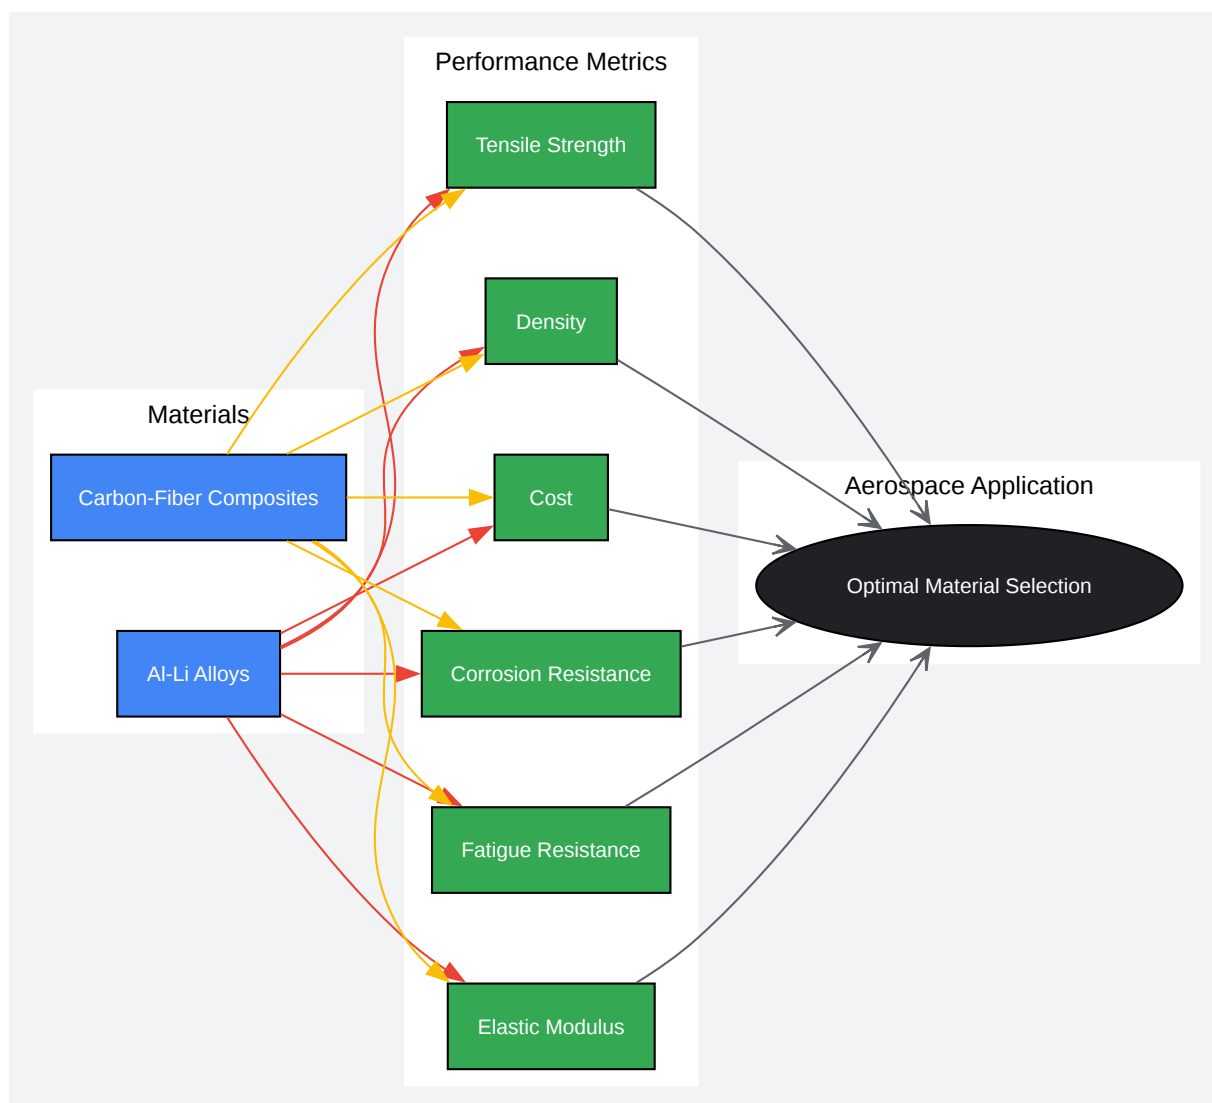 Performance Metrics
Tensile Strength
Density
Materials
Carbon-Fiber Composites
Cost
Aerospace Application
Optimal Material Selection
Al-Li Alloys
Corrosion Resistance
Fatigue Resistance
Elastic Modulus